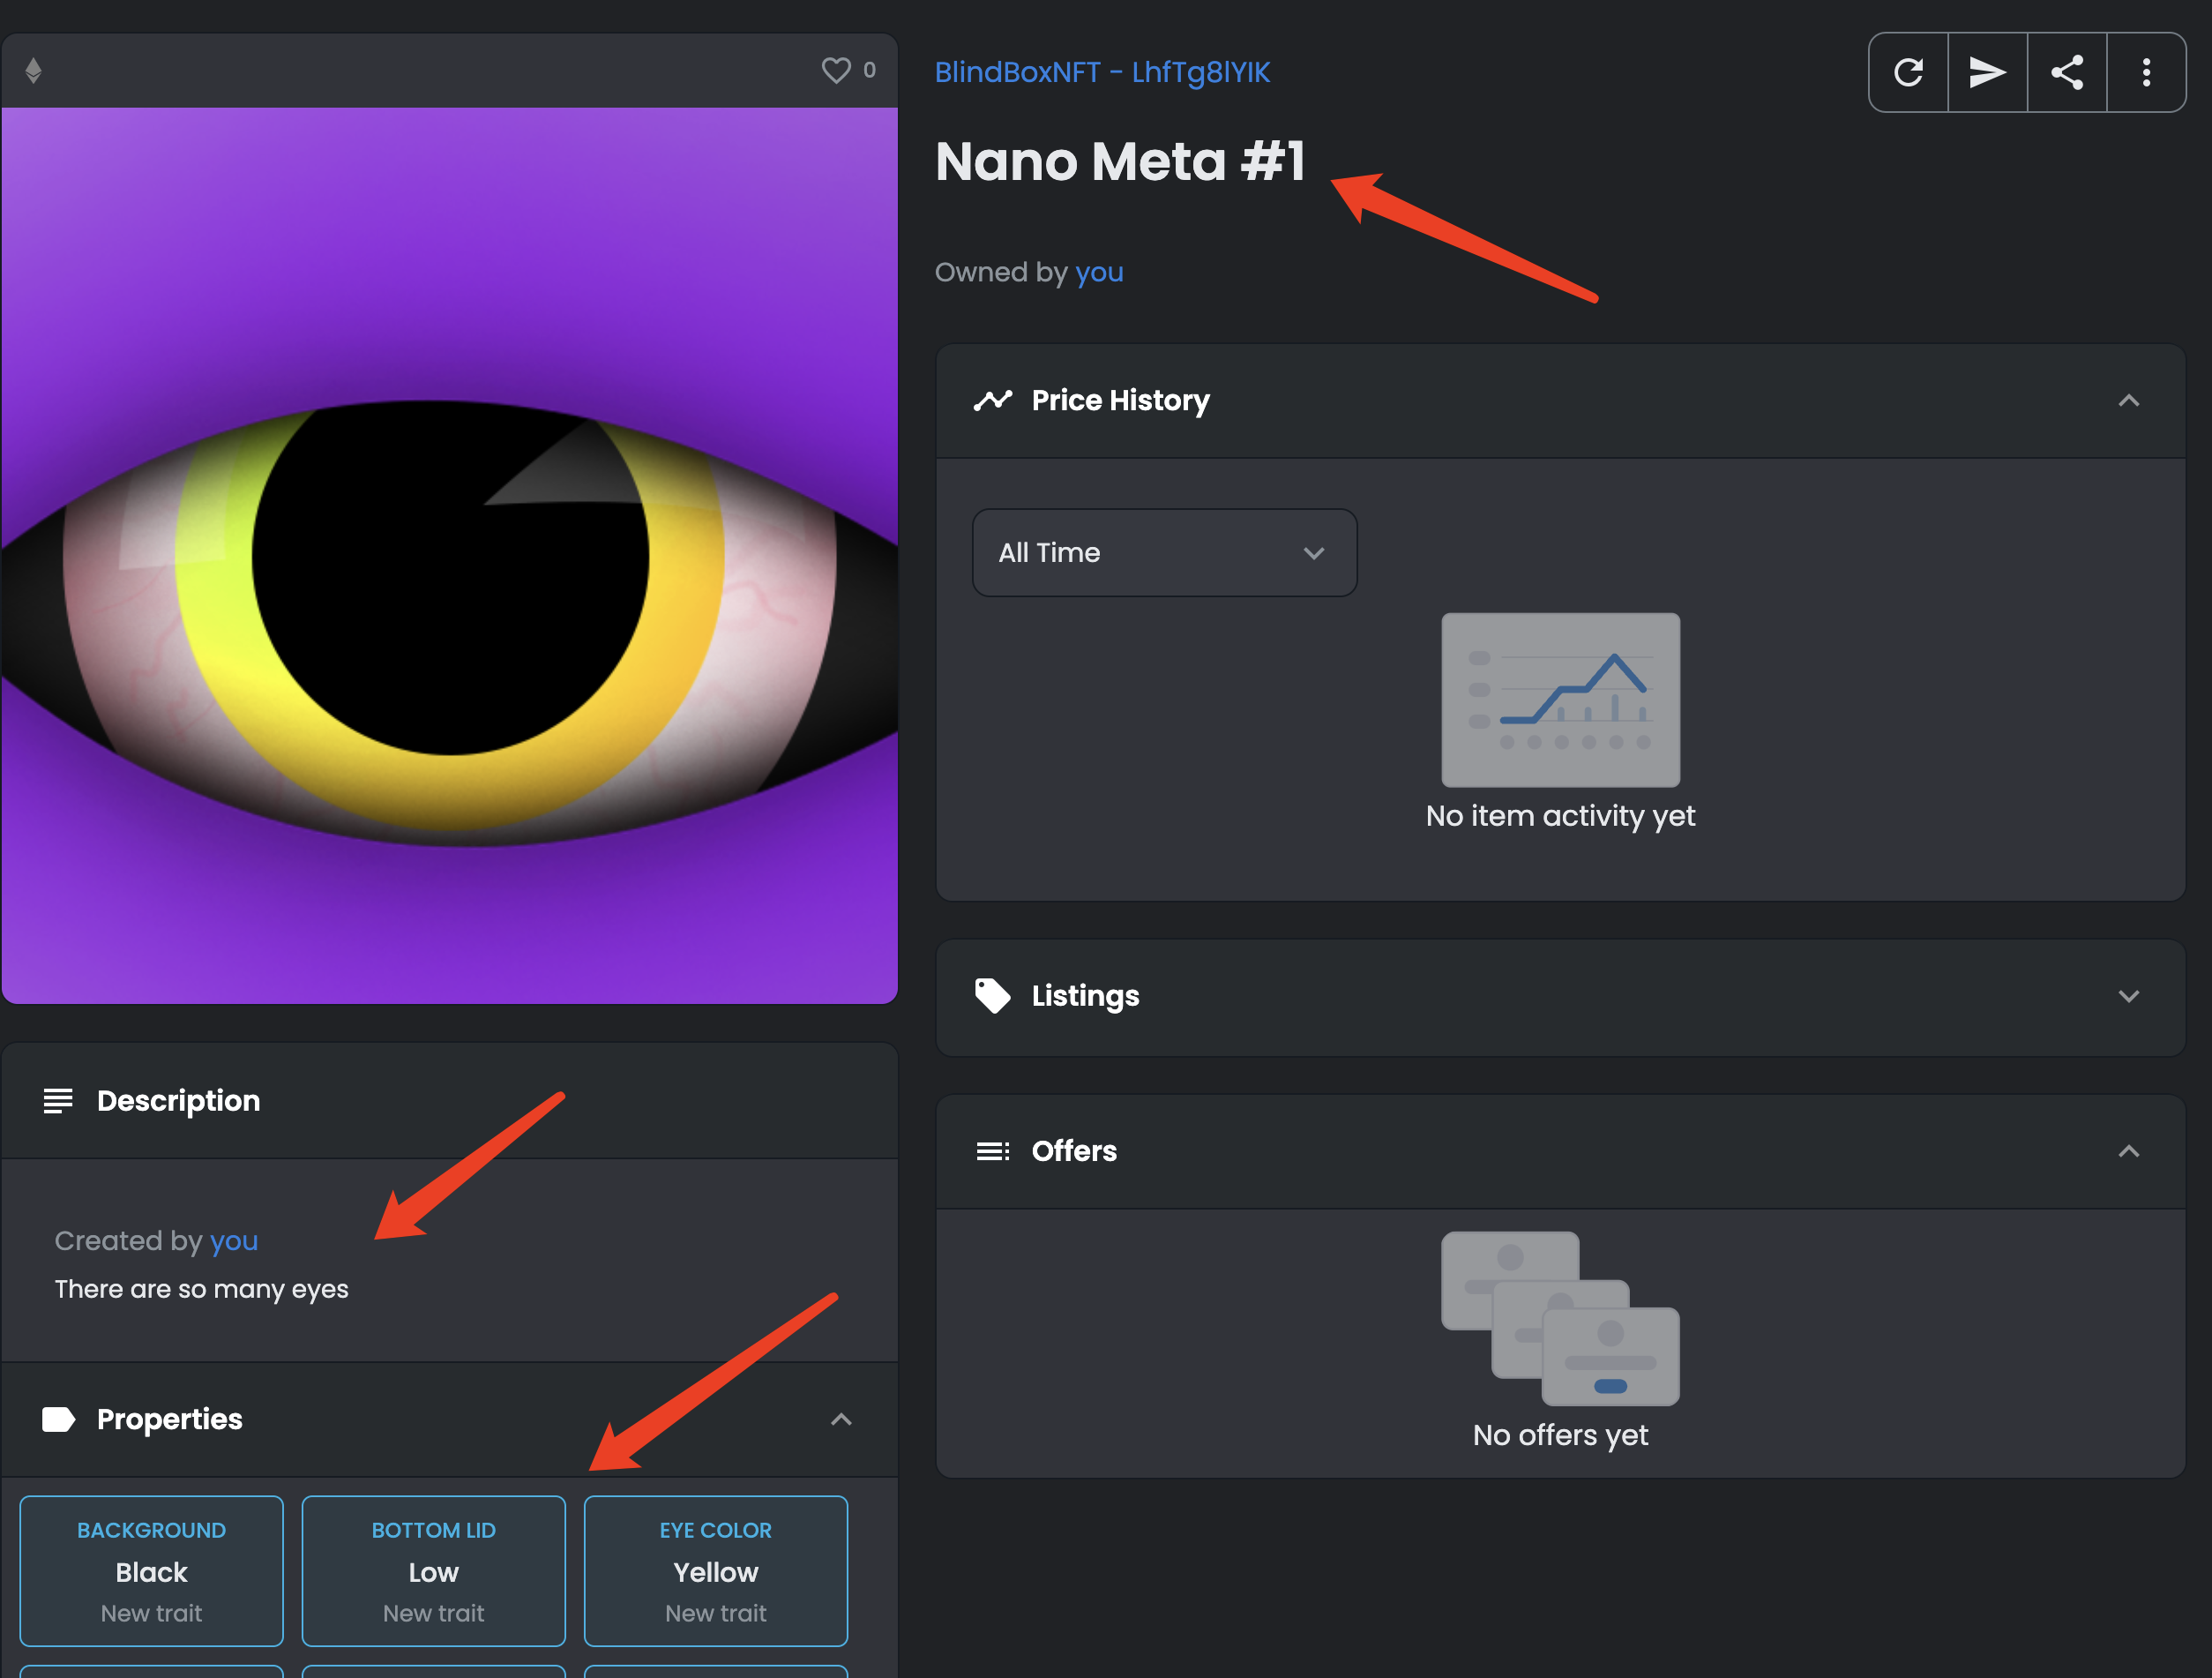 0
BlindBoxNFT - LhfTg8lYIK
Nano Meta #1
Owned by you
Price History
All Time
No item activity yet
Listings
Offers
No offers yet
Description
Created by you
There are so many eyes
Properties
BACKGROUND
Black
New trait
BOTTOM LID
Low
New trait
EYE COLOR
Yellow
New trait